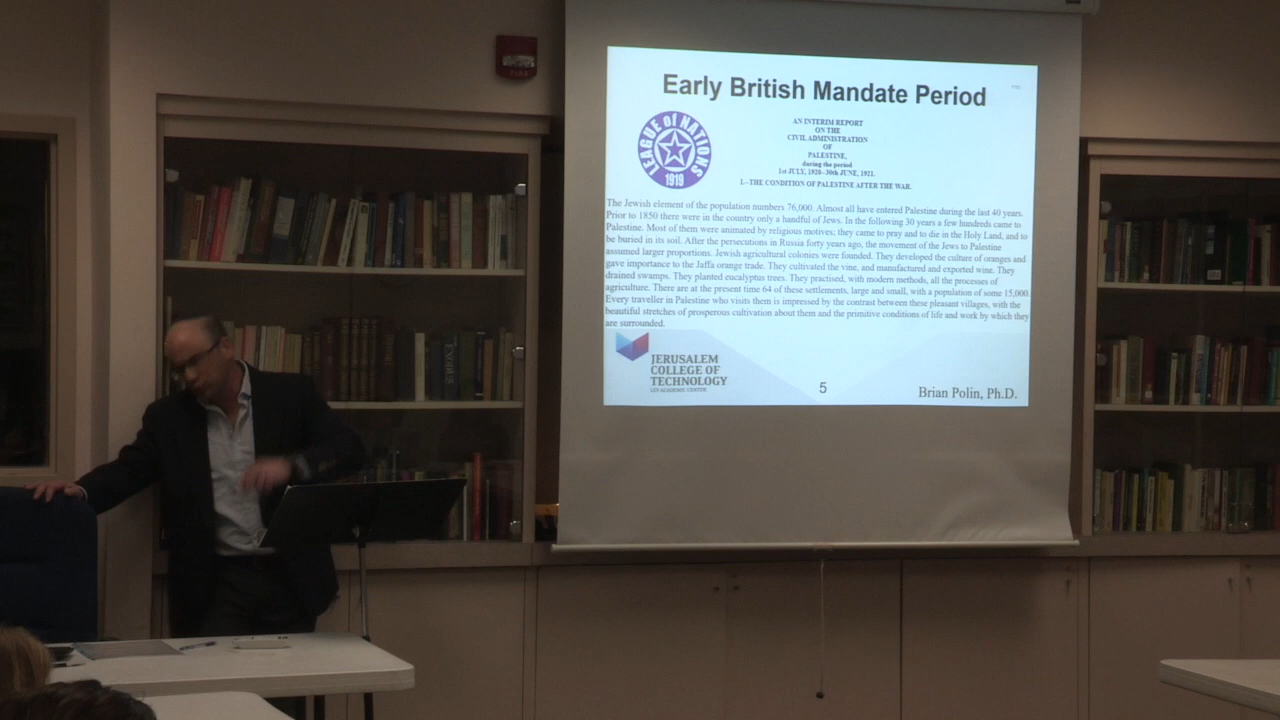 Early British Mandate Period
LEAGUE of NATIONS
1919
AN INTERIM REPORT
ON THE
CIVIL ADMINISTRATION
OF
PALESTINE,
during the period
1st JULY, 1920--30th JUNE, 1921.
I.--THE CONDITION OF PALESTINE AFTER THE WAR.
The Jewish element of the population numbers 76,000. Almost all have entered Palestine during the last 40 years.
Prior to 1850 there were in the country only a handful of Jews. In the following 30 years a few hundreds came to
Palestine. Most of them were animated by religious motives; they came to pray and to die in the Holy Land, and to
be buried in its soil. After the persecutions in Russia forty years ago, the movement of the Jews to Palestine
assumed larger proportions. Jewish agricultural colonies were founded. They developed the culture of oranges and
gave importance to the Jaffa orange trade. They cultivated the vine, and manufactured and exported wine. They
drained swamps. They planted eucalyptus trees. They practised, with modern methods, all the processes of
agriculture. There are at the present time 64 of these settlements, large and small, with a population of some 15,000.
Every traveller in Palestine who visits them is impressed by the contrast between these pleasant villages, with the
beautiful stretches of prosperous cultivation about them and the primitive conditions of life and work by which they
are surrounded.
JERUSALEM
COLLEGE OF
TECHNOLOGY
LEV ACADEMIC CENTER
5
Brian Polin, Ph.D.
FIRE